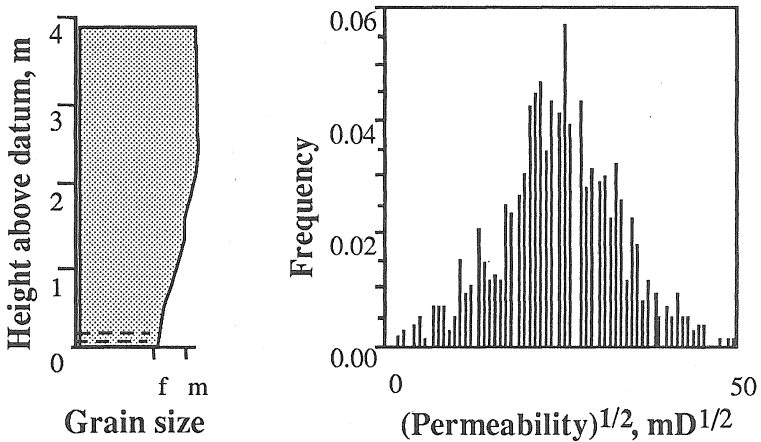 4
3
2
1
0
Height above datum, m
f m
Grain size
0.06
0.04
0.02
0.00
Frequency
0 50
(Permeability)1/2, mD1/2